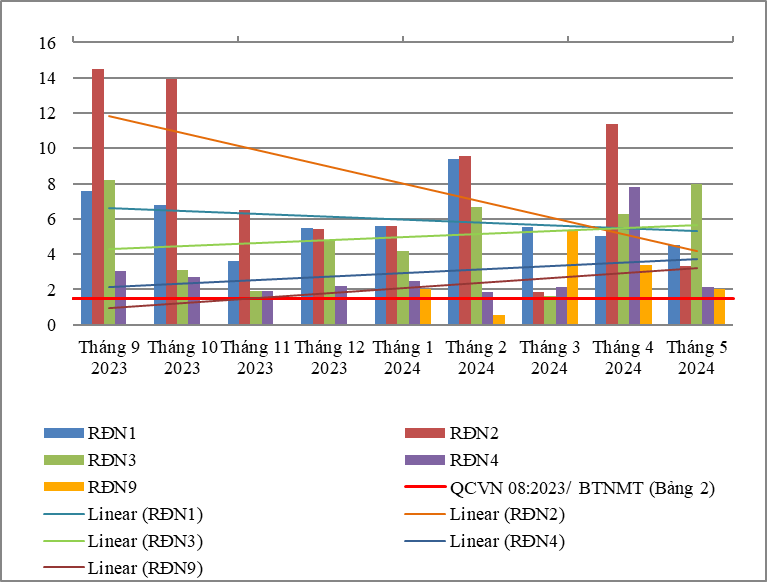 16
14
12
10
8
6
4
2
0
Tháng 9 Tháng 10 Tháng 11 Tháng 12 Tháng 1 Tháng 2 Tháng 3 Tháng 4 Tháng 5
2023 2023 2023 2023 2024 2024 2024 2024 2024
RĐN1 RĐN2
RĐN3 RĐN4
RĐN9 QCVN 08:2023/ BTNMT (Bảng 2)
Linear (RĐN1) Linear (RĐN2)
Linear (RĐN3) Linear (RĐN4)
Linear (RĐN9)